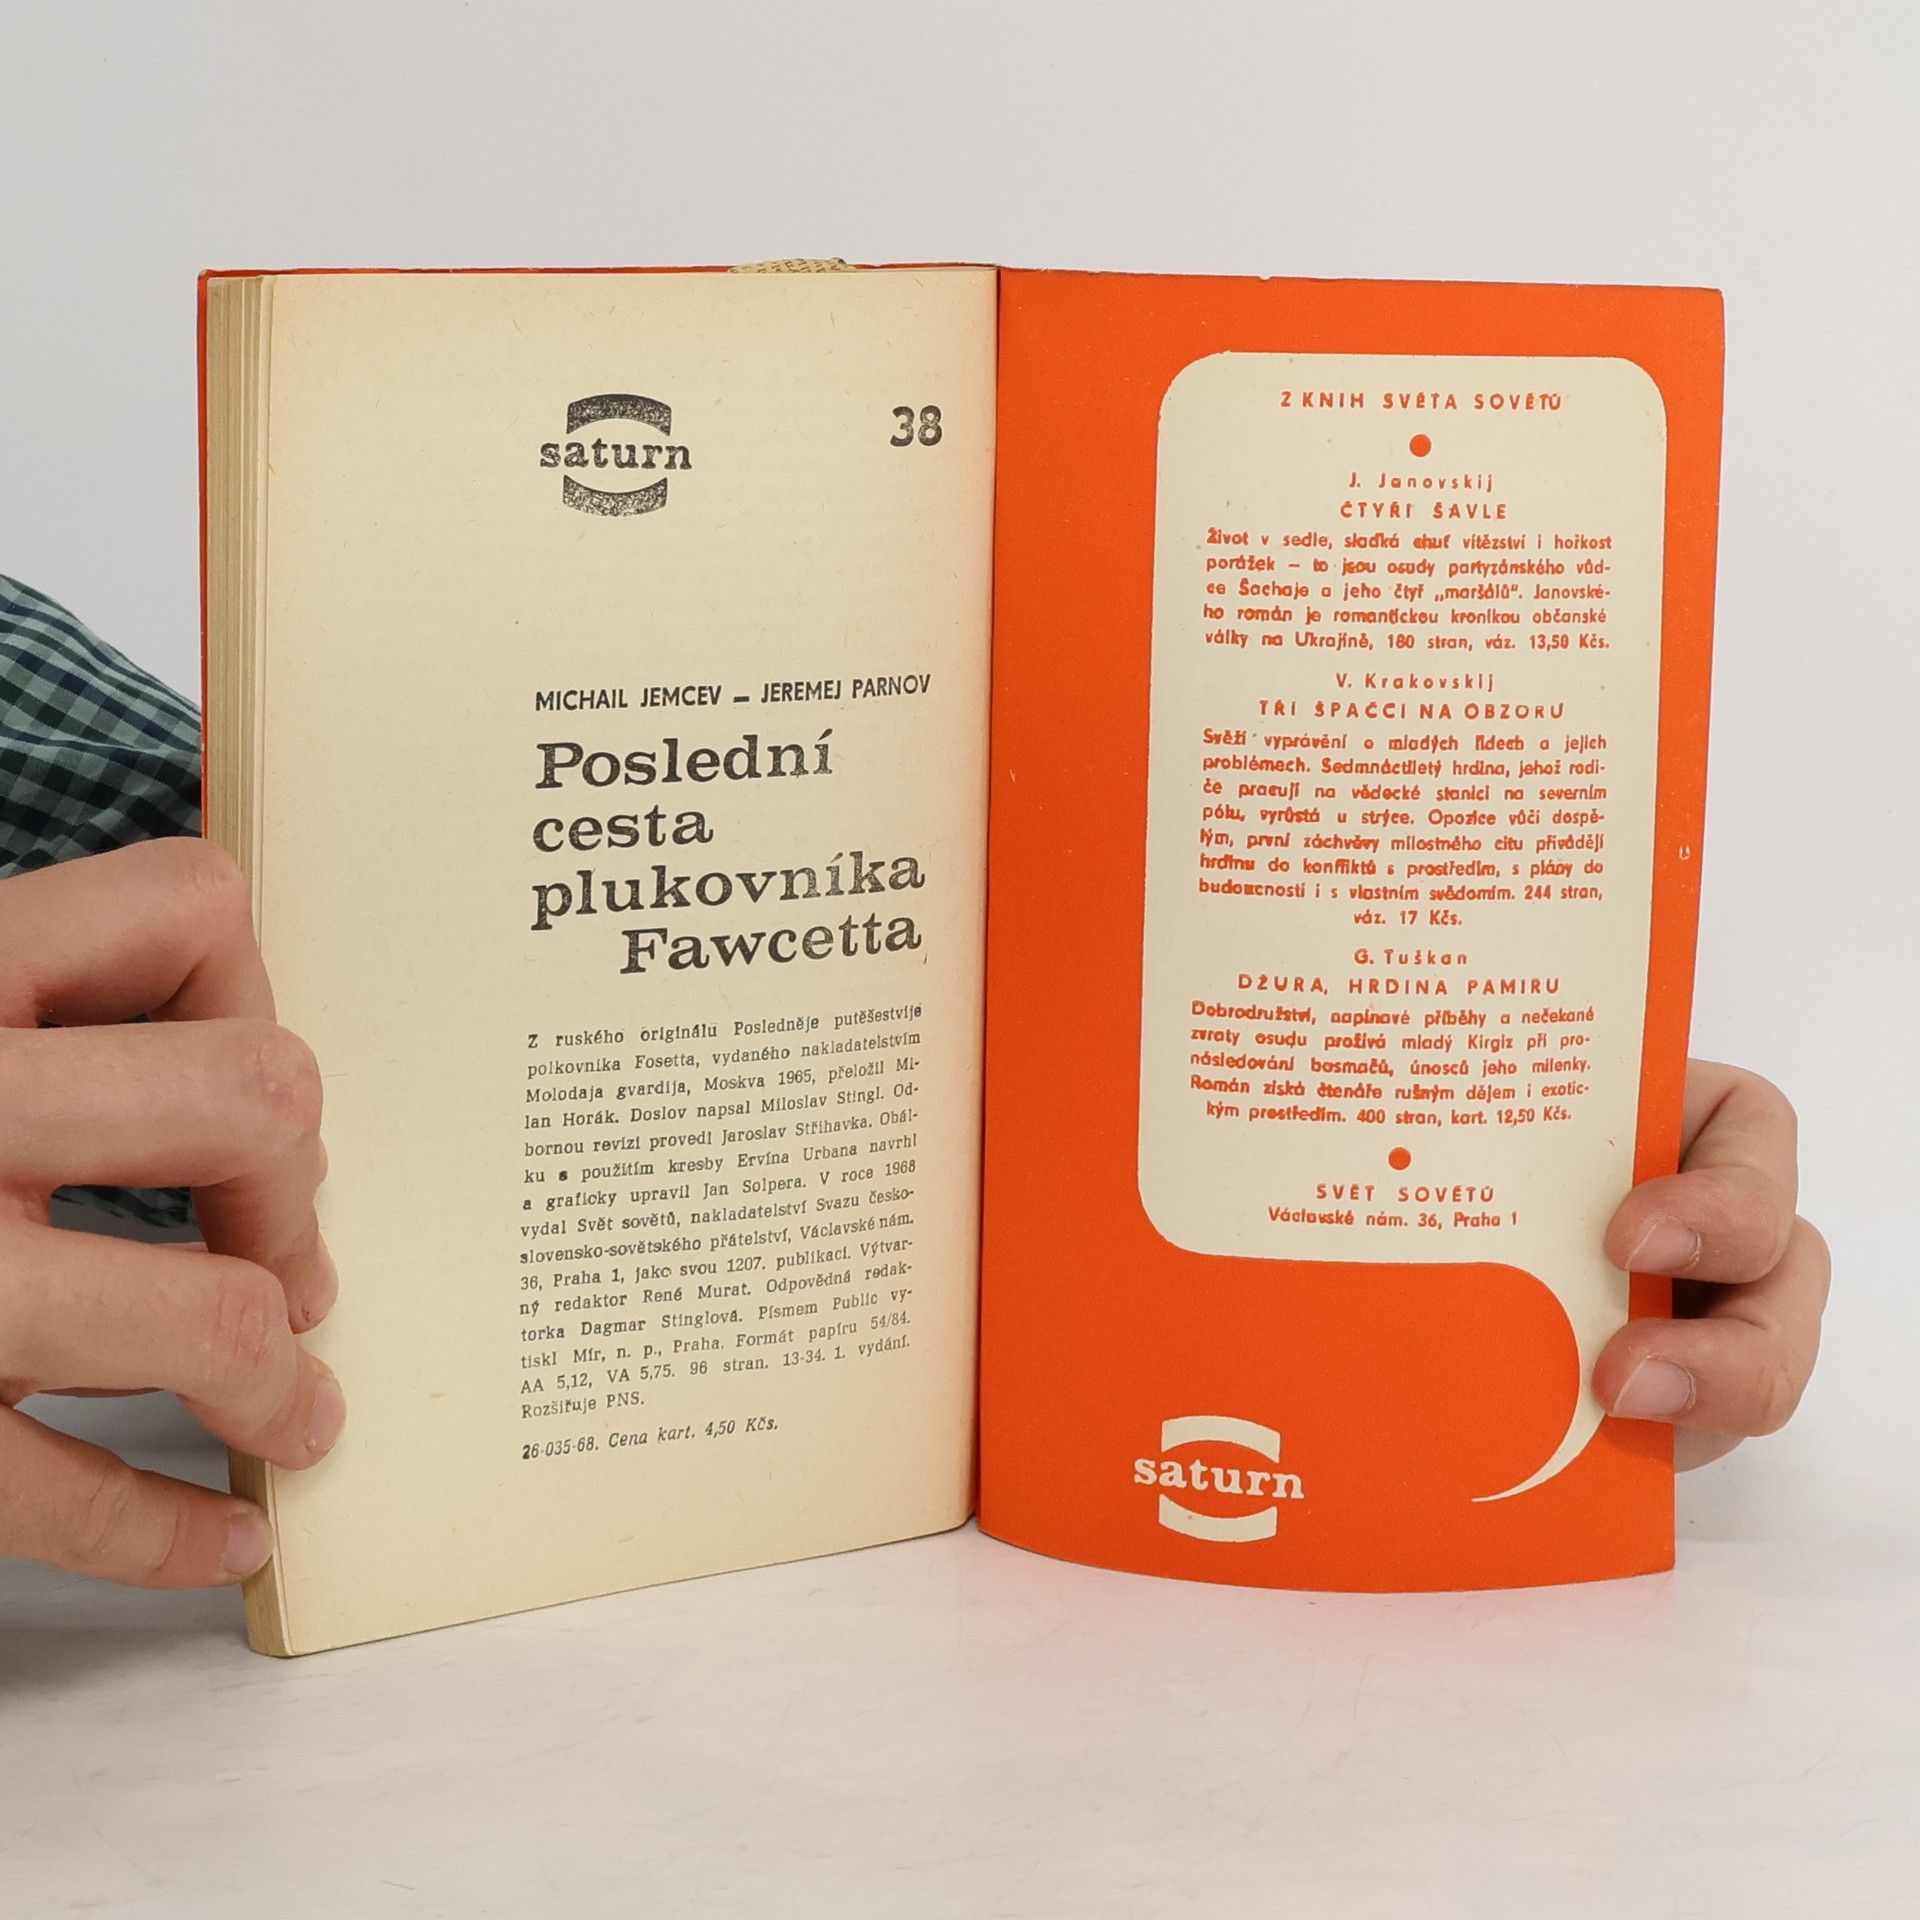 saturn
38
MICHAIL JEMCEV – JEREMEJ PARNOV
Poslední
cesta
plukovníka
Fawcetta
Z ruského originálu Posledněje putěšestvije
polkovnika Fosetta, vydaného nakladatelstvím
Molodaja gvardija, Moskva 1965, přeložil Mi-
lan Horák. Doslov napsal Miloslav Stingl. Od-
bornou revizi provedl Jaroslav Střihavka. Obál-
ku s použitím kresby Ervína Urbana navrhl
a graficky upravil Jan Solpera. V roce 1968
vydal Svět sovětů, nakladatelství Svazu česko-
slovensko-sovětského přátelství, Václavské nám.
36, Praha 1, jako svou 1207. publikaci. Výtvar-
ný redaktor René Murat. Odpovědná redak-
torka Dagmar Stinglová. Písmem Public vy-
tiskl Mír, n. p., Praha. Formát papíru 54/84.
AA 5,12, VA 5,75. 96 stran. 13-34. 1. vydání.
Rozšiřuje PNS.
26-035-68. Cena kart. 4,50 Kčs.
Z KNIH SVĚTA SOVĚTŮ
J. Janovskij
ČTYŘI ŠAVLE
Život v sedle, sladká chuť vítězství i hořkost
porážek – to jsou osudy partyzánského vůd-
ce Šachaje a jeho čtyř „maršálů“. Janovské-
ho román je romantickou kronikou občanské
války na Ukrajině, 180 stran, váz. 13,50 Kčs.
V. Krakovskij
TŘI ŠPAČCI NA OBZORU
Svěží vyprávění o mladých lidech a jejich
problémech. Sedmnáctiletý hrdina, jehož rodi-
če pracují na vědecké stanici na severním
pólu, vyrůstá u strýce. Opozice vůči dospě-
lým, první záchvěvy milostného citu přivádějí
hrdinu do konfliktů s prostředím, s plány do
budoucnosti i s vlastním svědomím. 244 stran,
váz. 17 Kčs.
G. Tuškan
DŽURA, HRDINA PAMIRU
Dobrodružství, napínavé příběhy a nečekané
zvraty osudu prožívá mladý Kirgiz při pro-
následování basmačů, únosců jeho milenky.
Román získá čtenáře rušným dějem i exotic-
kým prostředím. 400 stran, kart. 12,50 Kčs.
SVĚT SOVĚTŮ
Václavské nám. 36, Praha 1
saturn